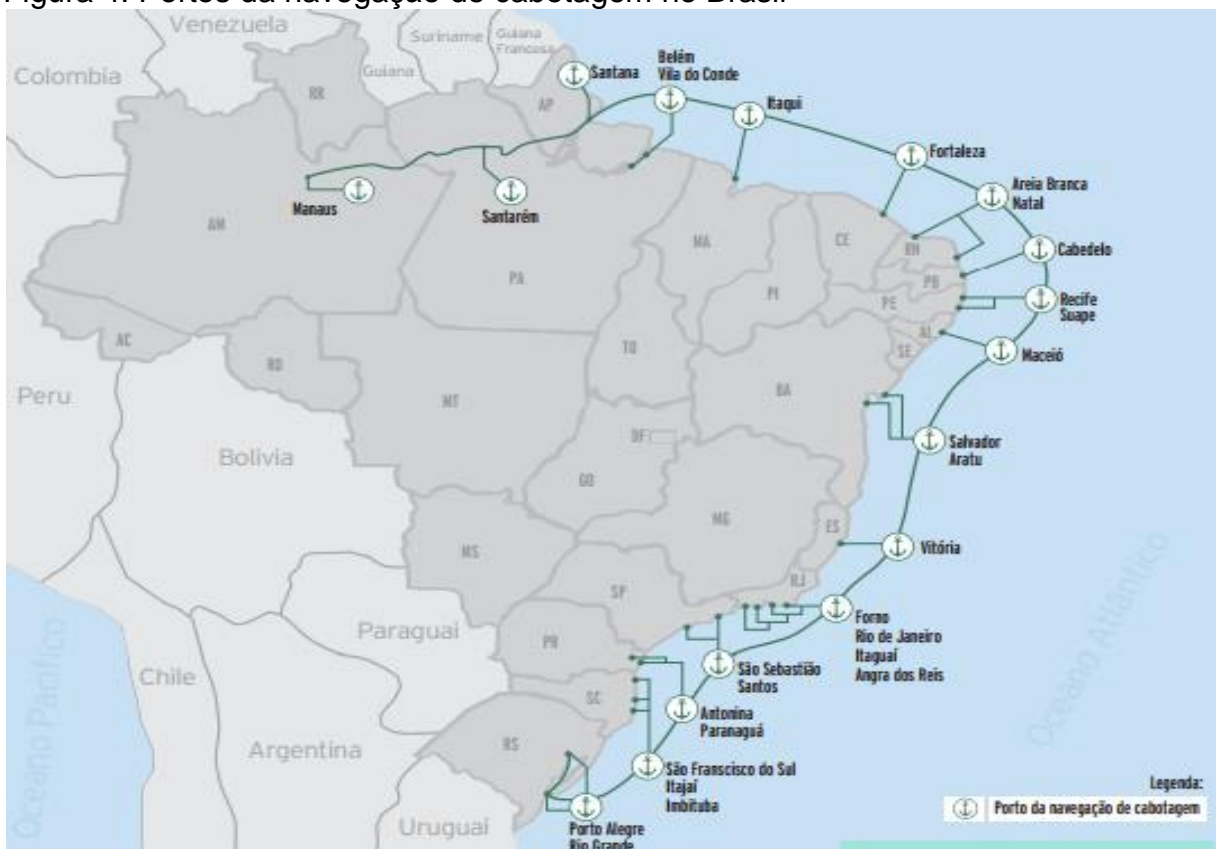 Figura 4: Portos da navegação de cabotagem no Brasil
Venezuela
Suriname
Guiana
Francesa
Colombia
Guiana
RR
AP
Santana
Belém
Vila do Conde
Itaqui
Fortaleza
Areia Branca
Natal
Manaus
Santarém
AM
PA
MA
CE
RN
Cabedelo
PB
PI
PE
Recife
Suape
AC
RO
TO
AL
SE
Maceió
Peru
MT
BA
DF
Salvador
Aratu
Bolivia
GO
MG
ES
Vitória
MS
SP
RJ
Forno
Rio de Janeiro
Itaguaí
Angra dos Reis
Paraguai
PR
São Sebastião
Santos
Chile
SC
Antonina
Paranaguá
Argentina
RS
São Franscisco do Sul
Itajaí
Imbituba
Oceano Pacífico
Oceano Atlântico
Uruguai
Porto Alegre
Rio Grande
Legenda:
Porto da navegação de cabotagem